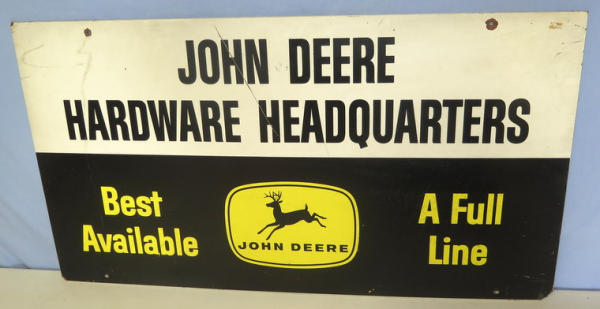 JOHN DEERE
HARDWARE HEADQUARTERS
Best
Available
JOHN DEERE
A Full
Line